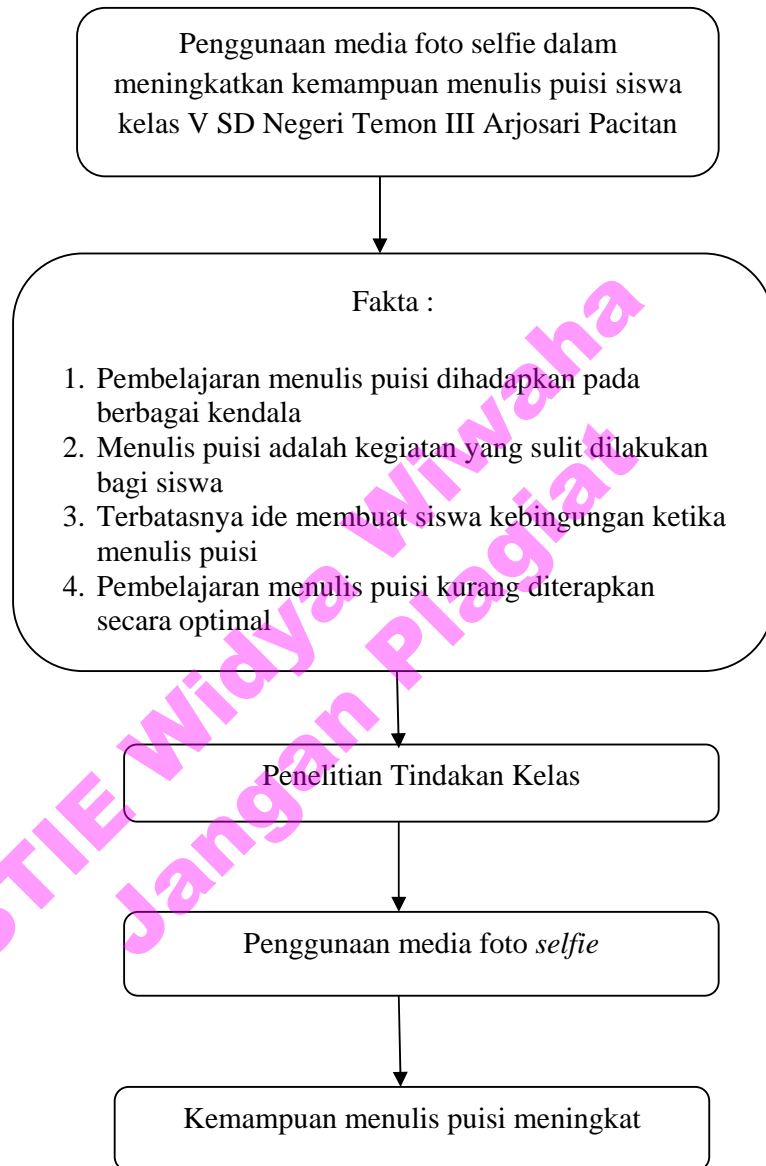 Penggunaan media foto selfie dalam
meningkatkan kemampuan menulis puisi siswa
kelas V SD Negeri Temon III Arjosari Pacitan
Fakta :
1. Pembelajaran menulis puisi dihadapkan pada
berbagai kendala
2. Menulis puisi adalah kegiatan yang sulit dilakukan
bagi siswa
3. Terbatasnya ide membuat siswa kebingungan ketika
menulis puisi
4. Pembelajaran menulis puisi kurang diterapkan
secara optimal
Penelitian Tindakan Kelas
Penggunaan media foto selfie
Kemampuan menulis puisi meningkat
STIE Widya Wiwaha
Jangan Plagiat